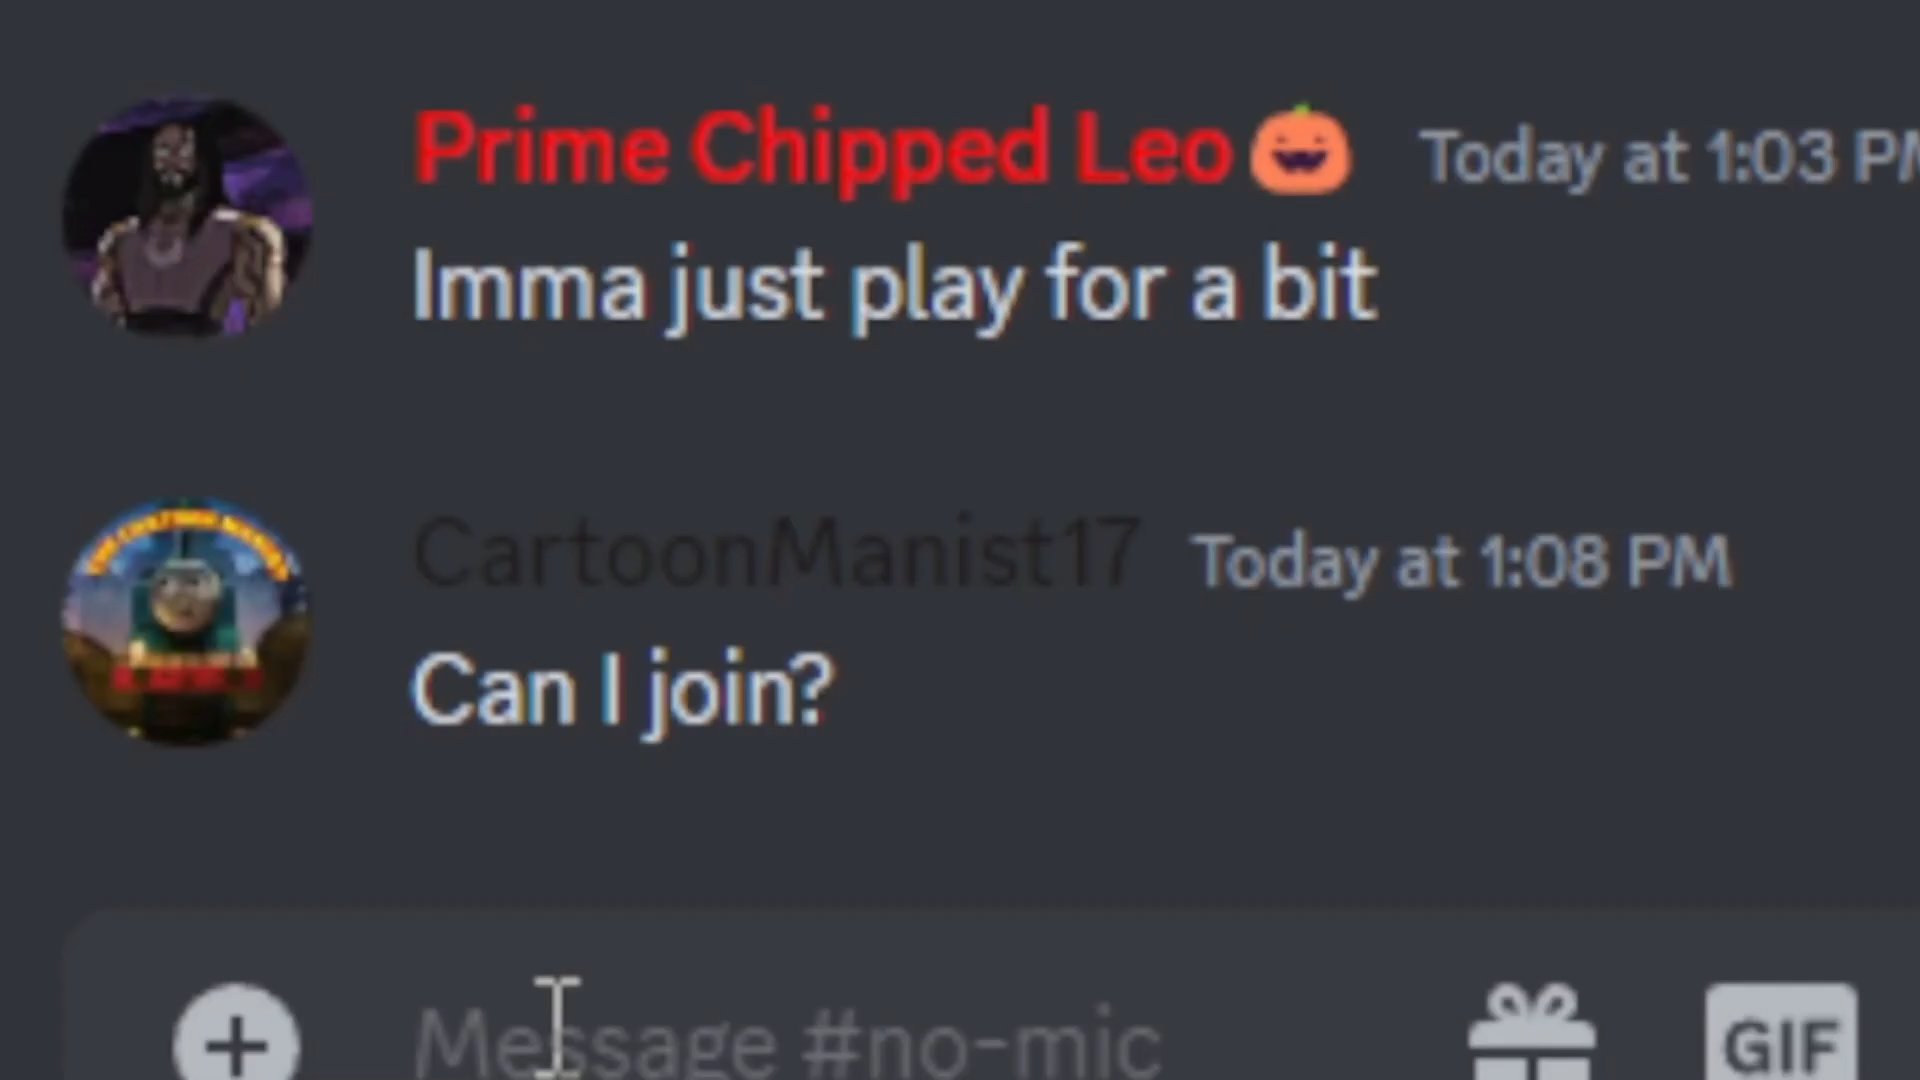 Prime Chipped Leo🎃 Today at 1:03 PM
Imma just play for a bit
CartoonManist17 Today at 1:08 PM
Can I join?
Message #no-mic
GIF